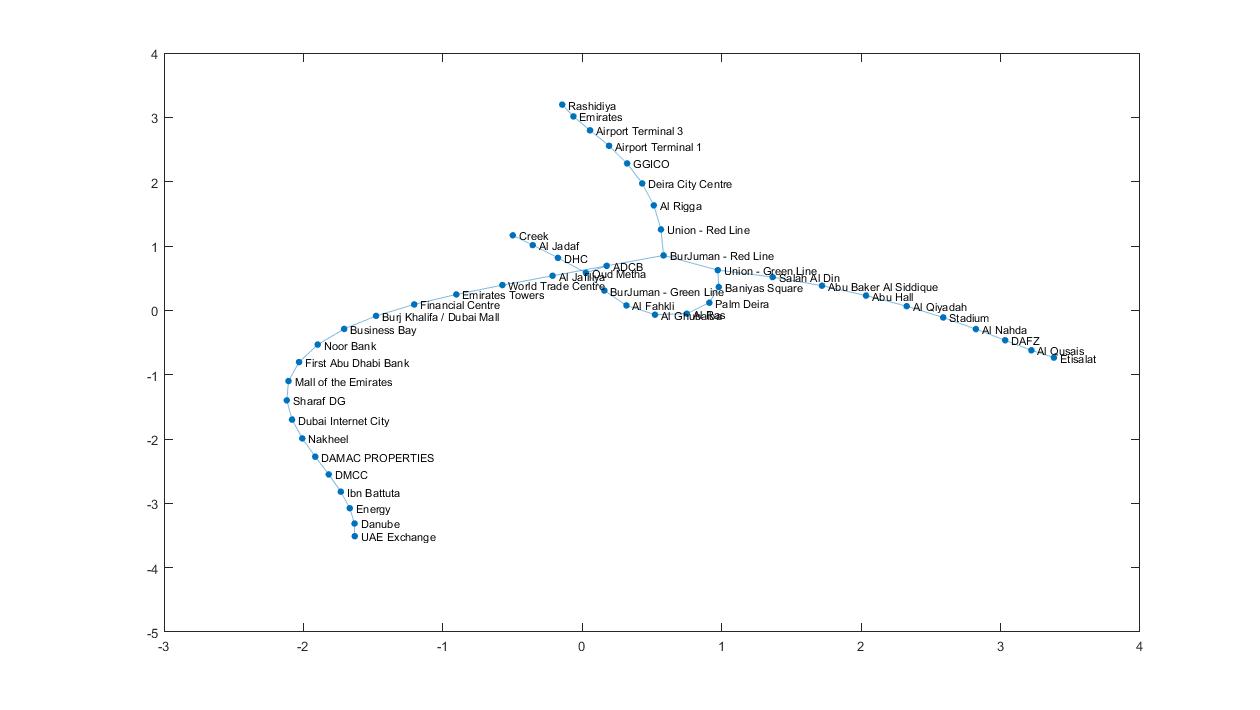 4
3
2
1
0
-1
-2
-3
-4
-5
-3
-2
-1
0
1
2
3
4
Rashidiya
Emirates
Airport Terminal 3
Airport Terminal 1
GGICO
Deira City Centre
Al Rigga
Union - Red Line
BurJuman - Red Line
Creek
Al Jadaf
DHC
Oud Metha
ADCB
Al Jafiliya
World Trade Centre
Emirates Towers
Financial Centre
Burj Khalifa / Dubai Mall
Business Bay
Noor Bank
First Abu Dhabi Bank
Mall of the Emirates
Sharaf DG
Dubai Internet City
Nakheel
DAMAC PROPERTIES
DMCC
Ibn Battuta
Energy
Danube
UAE Exchange
BurJuman - Green Line
Al Fahkli
Al Ghubaiba
Al Ras
Palm Deira
Baniyas Square
Union - Green Line
Salah Al Din
Abu Baker Al Siddique
Abu Hall
Al Qiyadah
Stadium
Al Nahda
DAFZ
Al Qusais
Etisalat